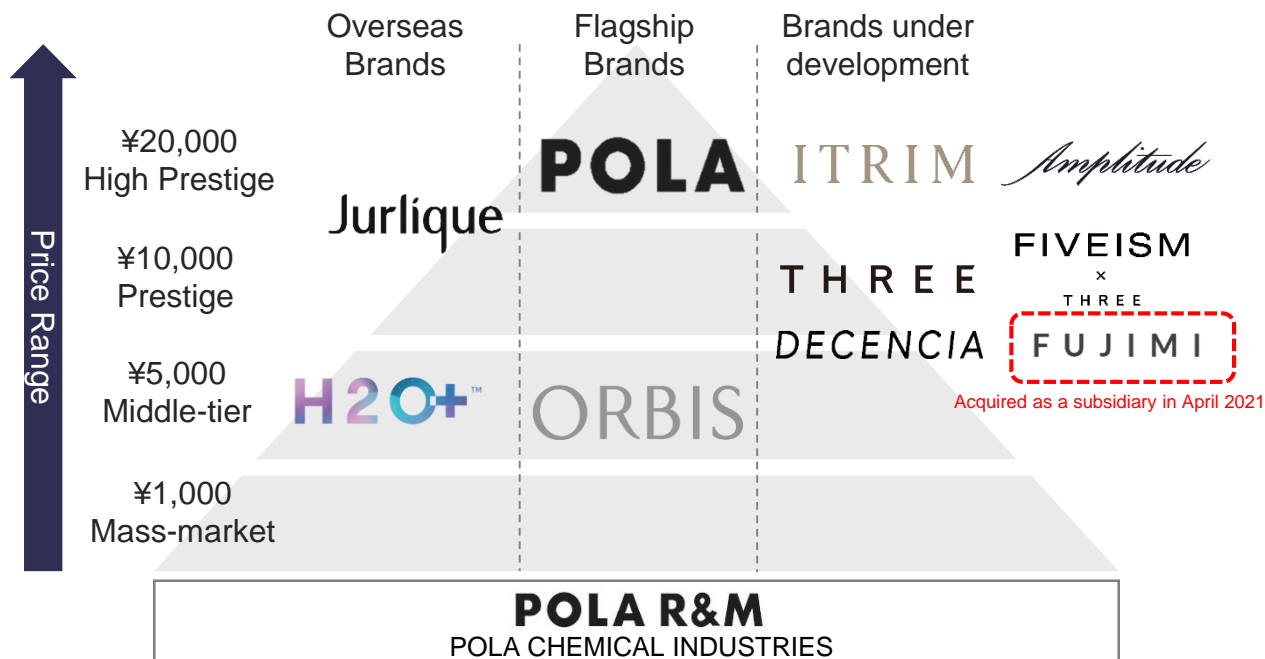 Overseas
Brands
Flagship
Brands
Brands under
development
Price Range
¥20,000
High Prestige
¥10,000
Prestige
¥5,000
Middle-tier
¥1,000
Mass-market
Jurlique
H2O+™
POLA
ORBIS
ITRIM
Amplitude
THREE
FIVEISM
×
THREE
DECENCIA
FUJIMI
Acquired as a subsidiary in April 2021
POLA R&M
POLA CHEMICAL INDUSTRIES